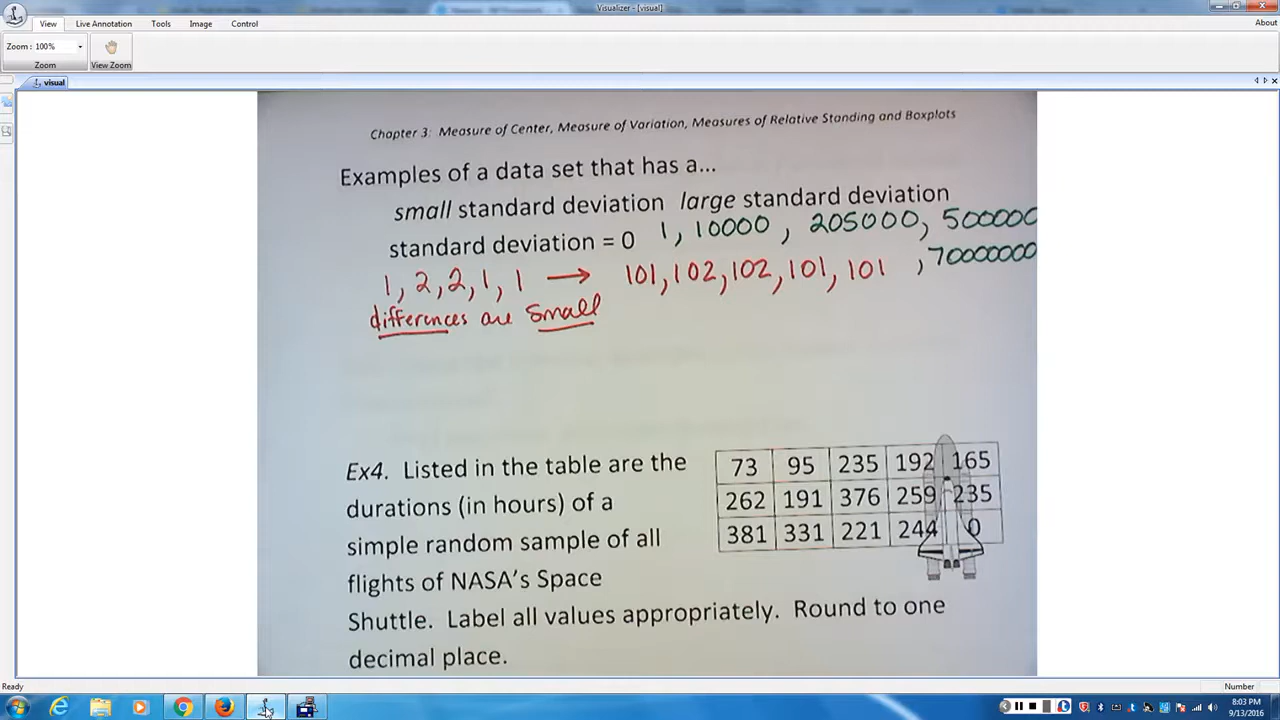 Visualizer - [visual]
View Live Annotation Tools Image Control About
Zoom : 100%
Zoom View Zoom
visual
Chapter 3: Measure of Center, Measure of Variation, Measures of Relative Standing and Boxplots
Examples of a data set that has a...
small standard deviation large standard deviation
standard deviation = 0 1, 10000, 205000, 500000
1, 2, 2, 1, 1 → 101, 102, 102, 101, 101 , 70000000
differences are small
Ex4. Listed in the table are the
durations (in hours) of a
simple random sample of all
flights of NASA's Space
Shuttle. Label all values appropriately. Round to one
decimal place.
73 95 235 192 165
262 191 376 259 235
381 331 221 244 0
Ready Number
8:03 PM
9/13/2016